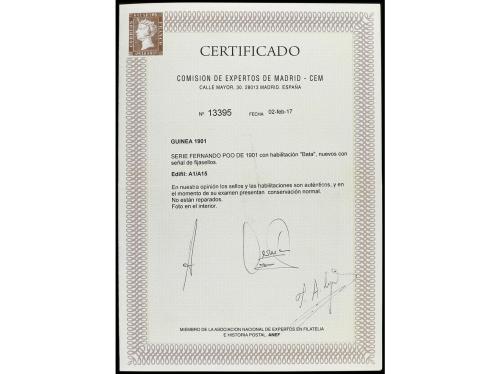 CERTIFICADO
COMISION DE EXPERTOS DE MADRID - CEM
CALLE MAYOR, 30. 28013 MADRID. ESPAÑA
Nº 13395 FECHA 02-feb-17
GUINEA 1901
SERIE FERNANDO POO DE 1901 con habilitación "Bata", nuevos con
señal de fijasellos.
Edifil: A1/A15
En nuestra opinión los sellos y las habilitaciones son auténticos, y en
el momento de su examen presentan conservación normal.
No están reparados.
Foto en el interior.
MIEMBRO DE LA ASOCIACION NACIONAL DE EXPERTOS EN FILATELIA
E HISTORIA POSTAL. ANEF